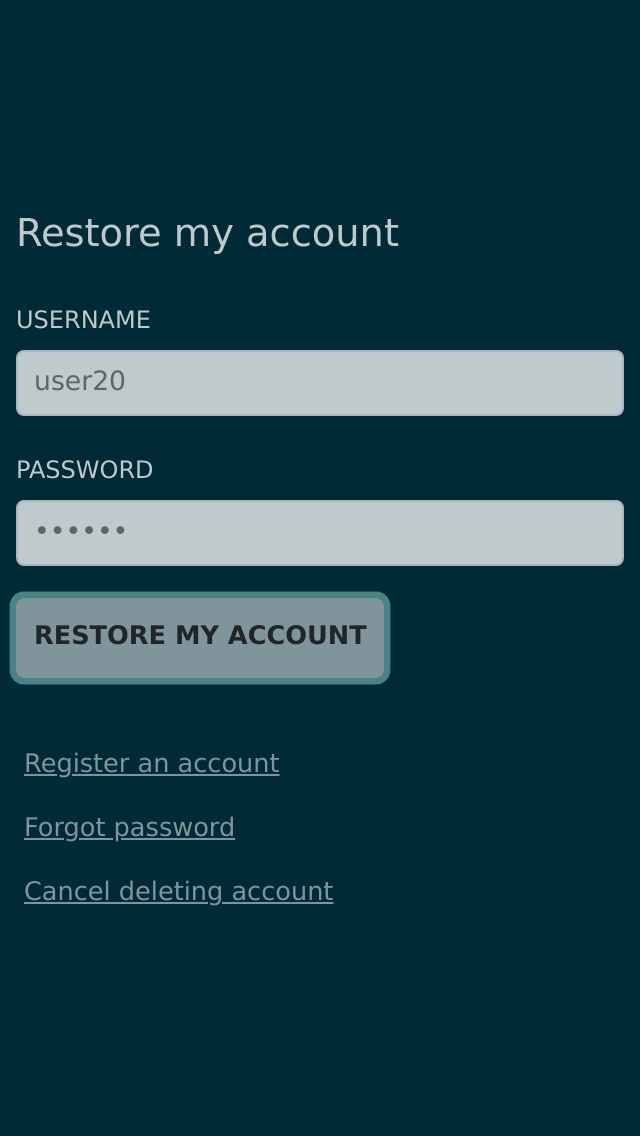 Restore my account
USERNAME
user20
PASSWORD
••••••
RESTORE MY ACCOUNT
Register an account
Forgot password
Cancel deleting account